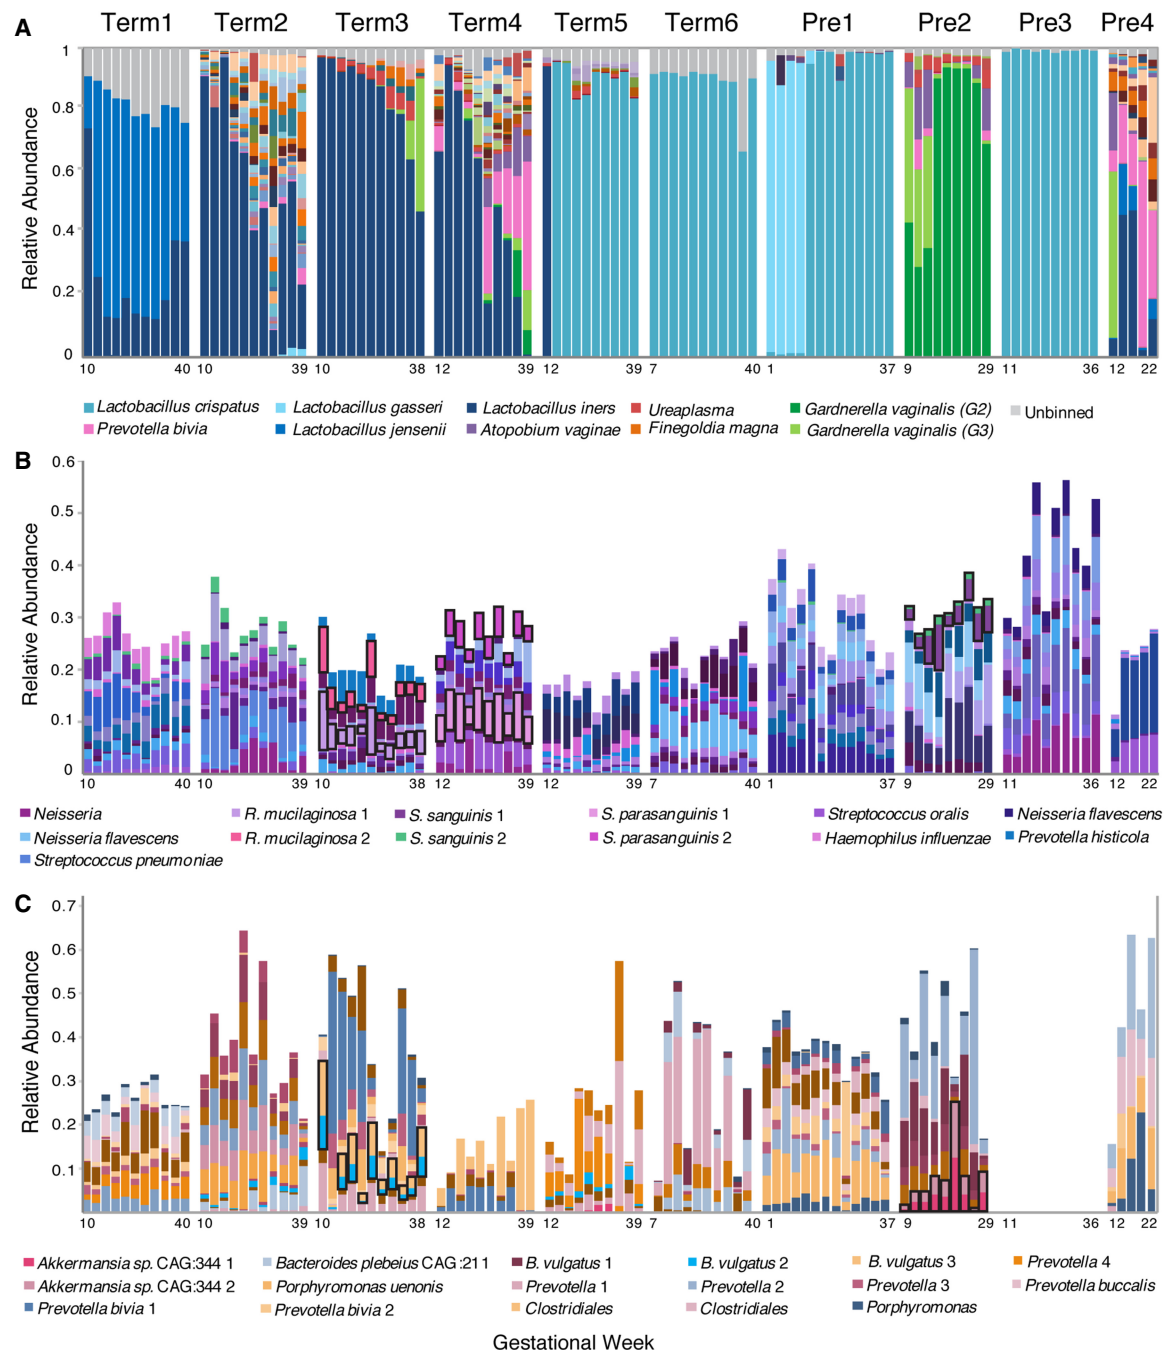 A
Term1 Term2 Term3 Term4 Term5 Term6 Pre1 Pre2 Pre3 Pre4
Relative Abundance
1
0.8
0.6
0.4
0.2
0
10 40 10 39 10 38 12 39 12 39 7 40 1 37 9 29 11 36 12 22
Lactobacillus crispatus Lactobacillus gasseri Lactobacillus iners Ureaplasma Gardnerella vaginalis (G2) Unbinned
Prevotella bivia Lactobacillus jensenii Atopobium vaginae Finegoldia magna Gardnerella vaginalis (G3)
B
Relative Abundance
0.6
0.5
0.4
0.3
0.2
0.1
0
10 40 10 39 10 38 12 39 12 39 7 40 1 37 9 29 11 36 12 22
Neisseria R. mucilaginosa 1 S. sanguinis 1 S. parasanguinis 1 Streptococcus oralis Neisseria flavescens
Neisseria flavescens R. mucilaginosa 2 S. sanguinis 2 S. parasanguinis 2 Haemophilus influenzae Prevotella histicola
Streptococcus pneumoniae
C
Relative Abundance
0.7
0.6
0.5
0.4
0.3
0.2
0.1
10 40 10 39 10 38 12 39 12 39 7 40 1 37 9 29 11 36 12 22
Akkermansia sp. CAG:344 1 Bacteroides plebeius CAG:211 B. vulgatus 1 B. vulgatus 2 B. vulgatus 3 Prevotella 4
Akkermansia sp. CAG:344 2 Porphyromonas uenonis Prevotella 1 Prevotella 2 Prevotella 3 Prevotella buccalis
Prevotella bivia 1 Prevotella bivia 2 Clostridiales Clostridiales Porphyromonas
Gestational Week